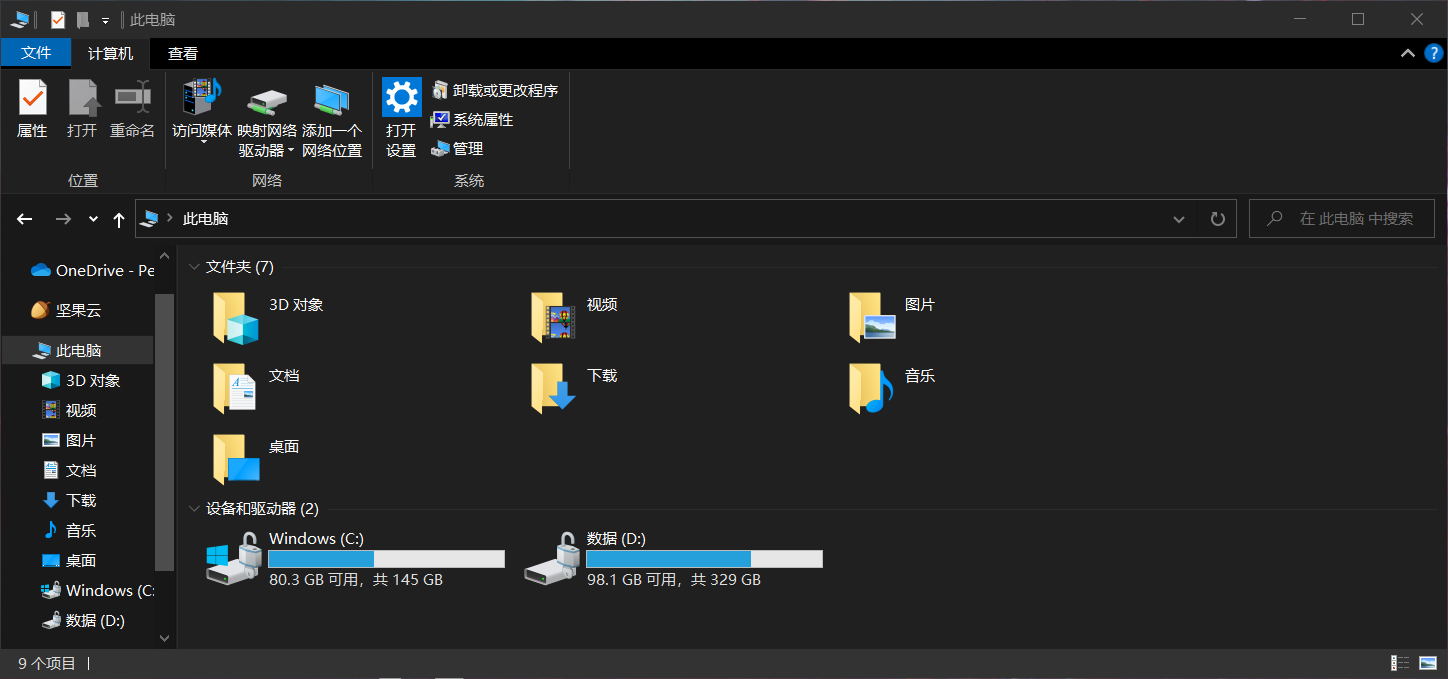 此电脑
文件 计算机 查看
属性 打开 重命名 访问媒体 映射网络驱动器 添加一个网络位置 打开设置
卸载或更改程序
系统属性
管理
位置 网络 系统
此电脑
在 此电脑 中搜索
OneDrive - Pe
坚果云
此电脑
3D 对象
视频
图片
文档
下载
音乐
桌面
Windows (C:
数据 (D:)
文件夹 (7)
3D 对象 视频 图片
文档 下载 音乐
桌面
设备和驱动器 (2)
Windows (C:) 数据 (D:)
80.3 GB 可用，共 145 GB 98.1 GB 可用，共 329 GB
9 个项目